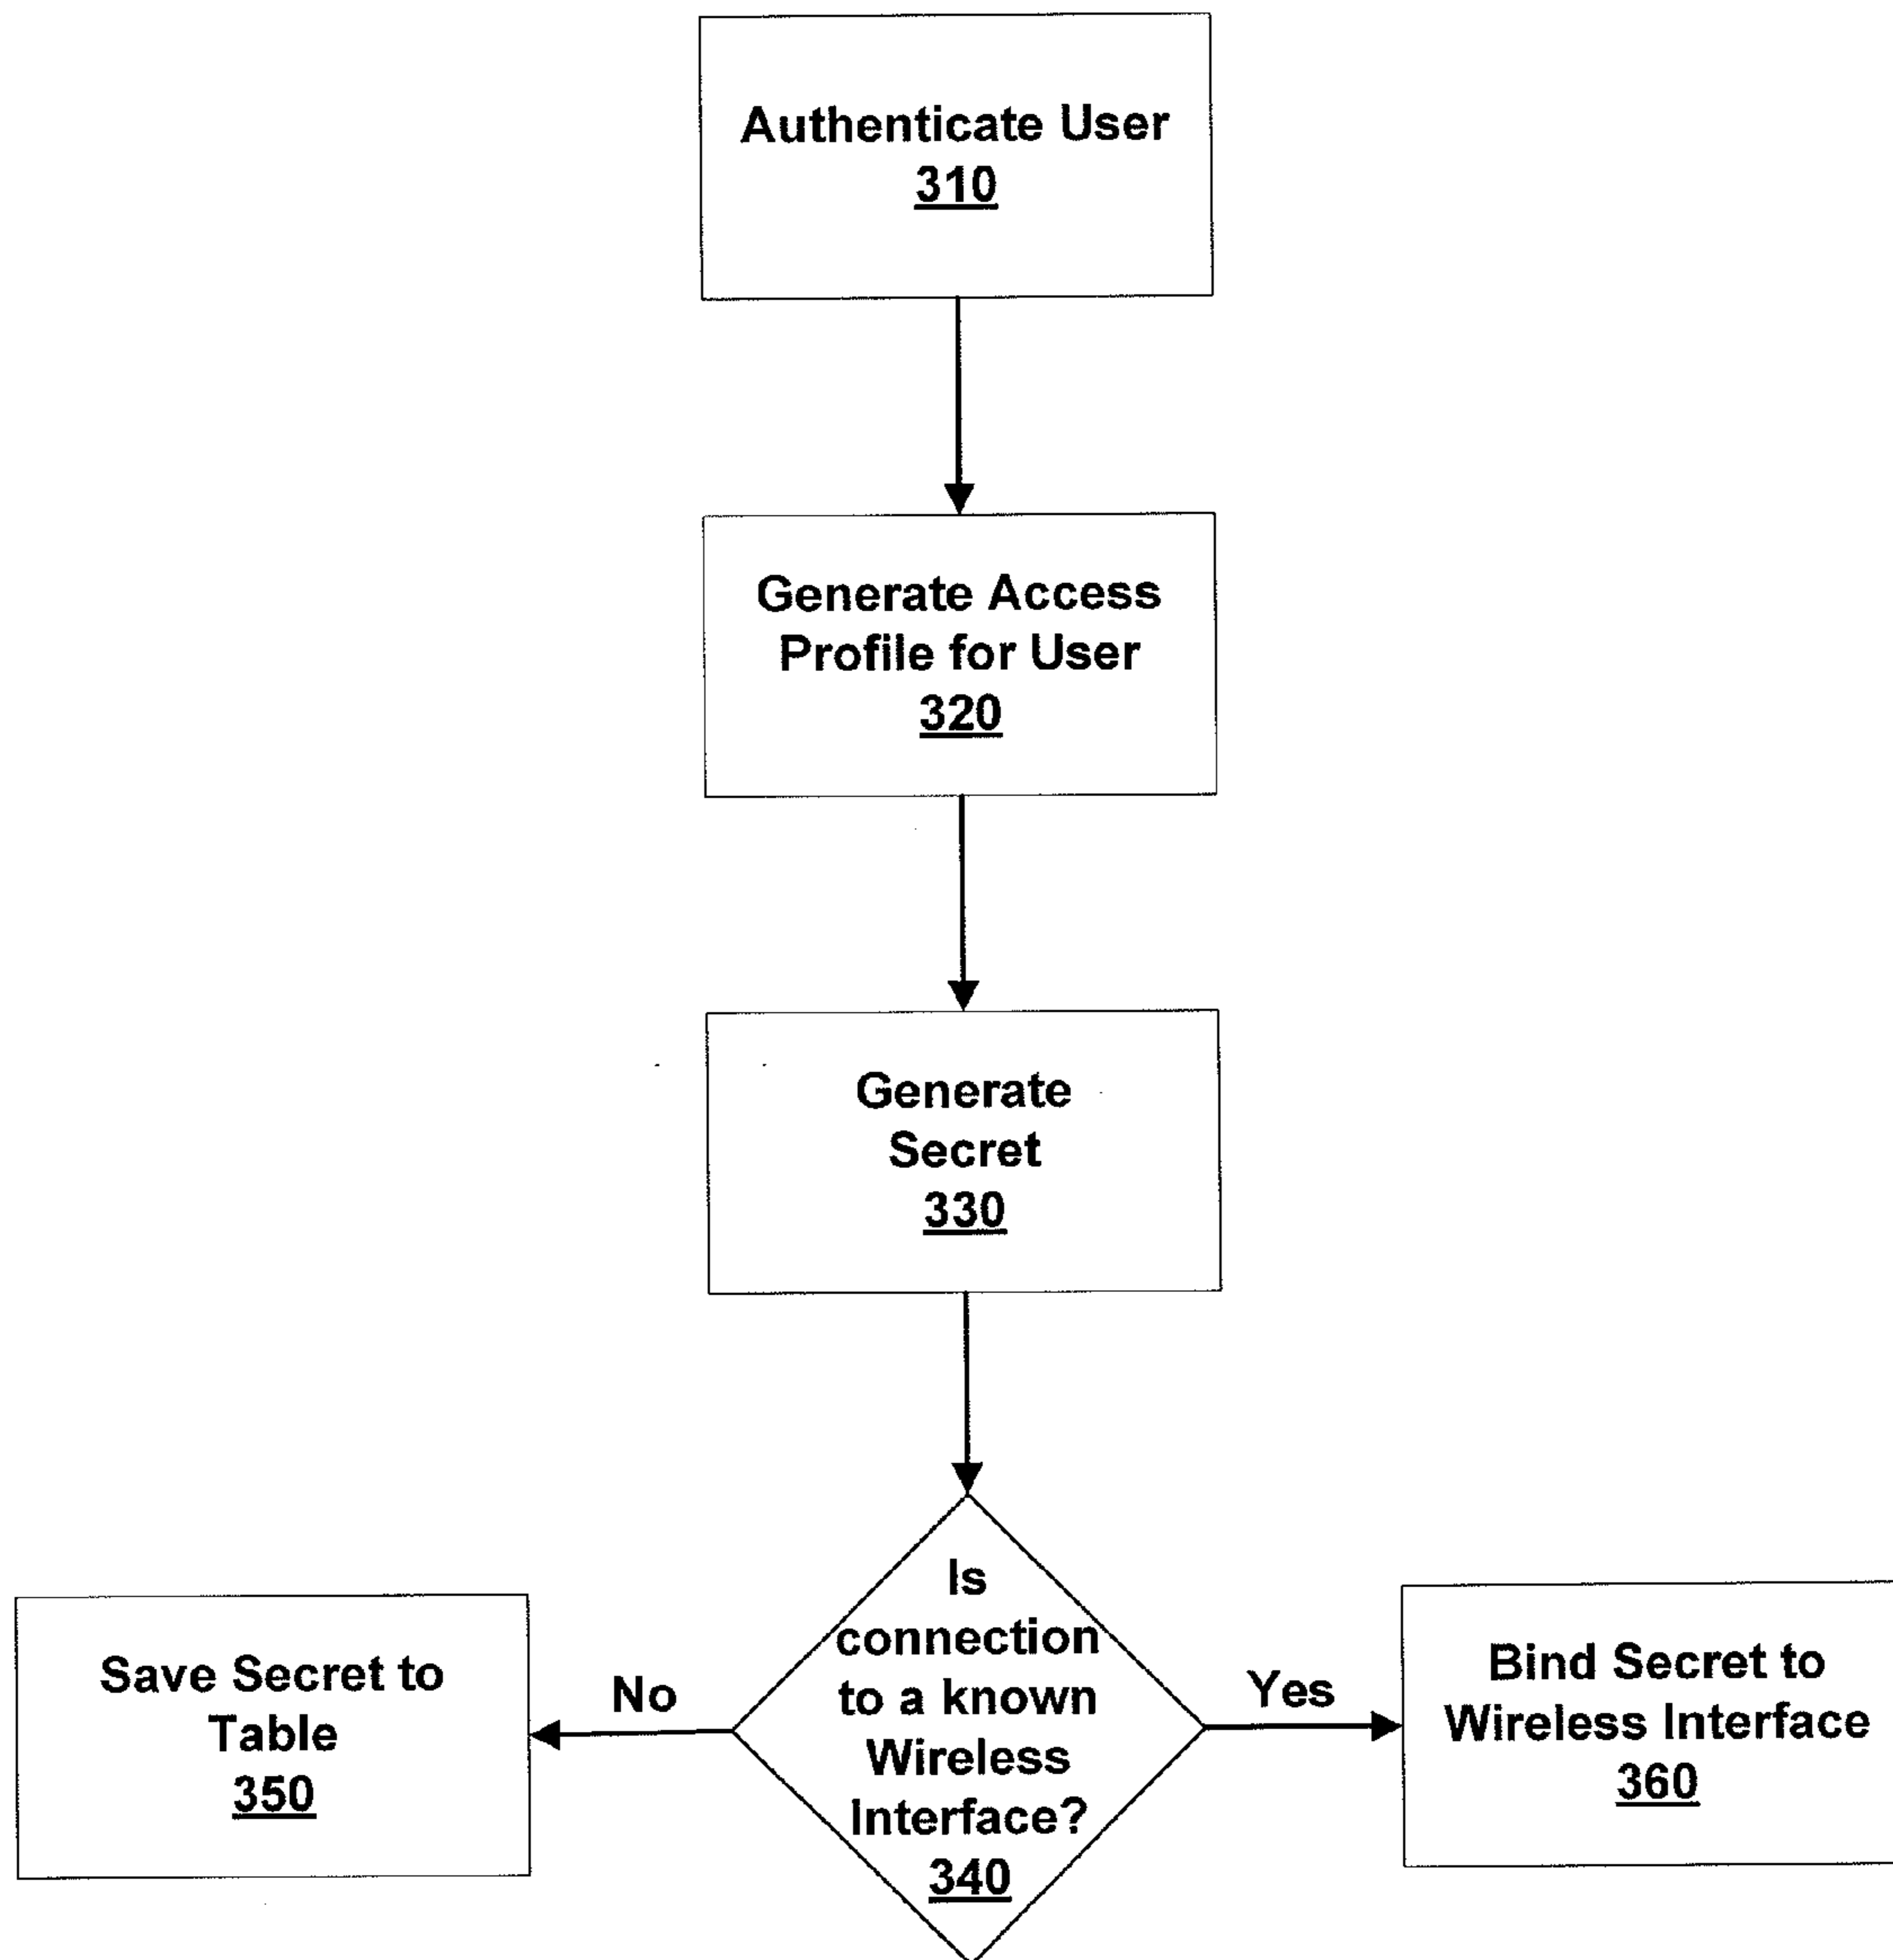 Authenticate User
310
Generate Access
Profile for User
320
Generate
Secret
330
Is
connection
to a known
Wireless
Interface?
340
No
Yes
Save Secret to
Table
350
Bind Secret to
Wireless Interface
360